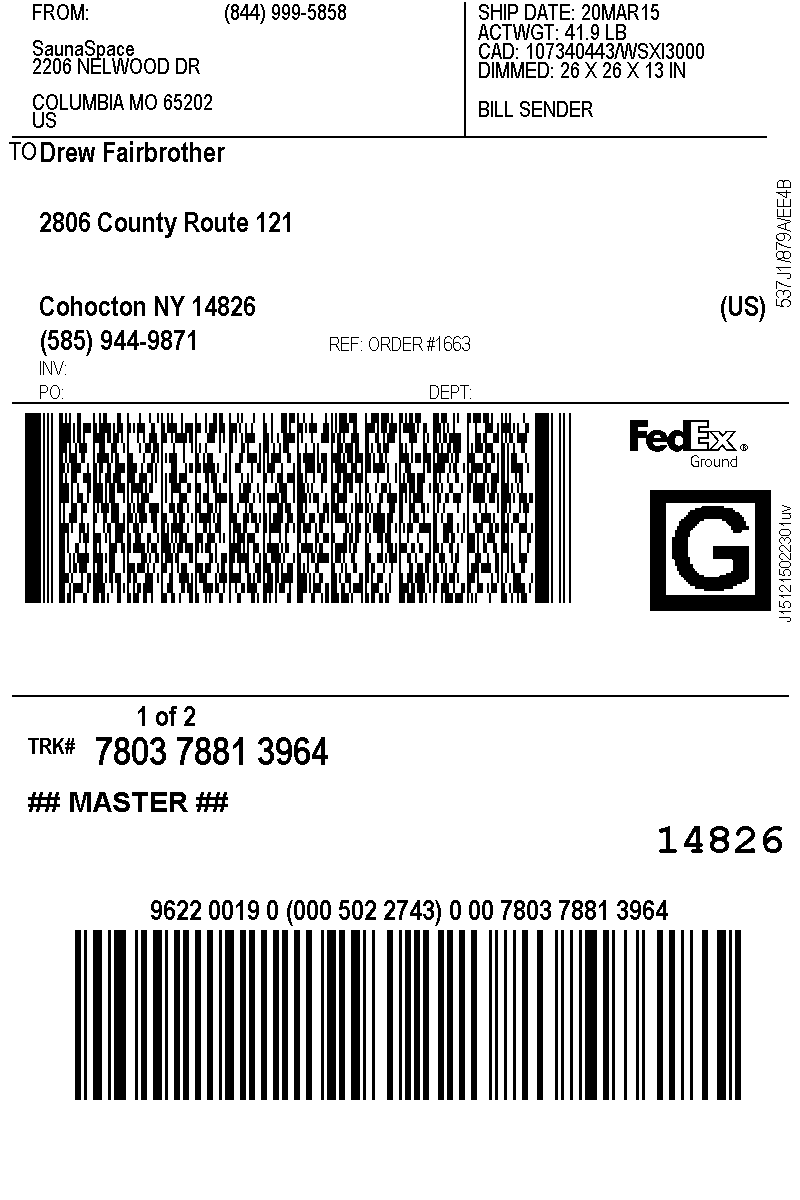 FROM: (844) 999-5858
SaunaSpace
2206 NELWOOD DR
COLUMBIA MO 65202
US
SHIP DATE: 20MAR15
ACTWGT: 41.9 LB
CAD: 107340443/WSXI3000
DIMMED: 26 X 26 X 13 IN
BILL SENDER
TO Drew Fairbrother
2806 County Route 121
Cohocton NY 14826 (US)
(585) 944-9871 REF: ORDER #1663
INV:
PO: DEPT:
537J1/879A/EE4B
FedEx®
Ground
G
J151215022301uv
1 of 2
TRK# 7803 7881 3964
## MASTER ##
14826
9622 0019 0 (000 502 2743) 0 00 7803 7881 3964